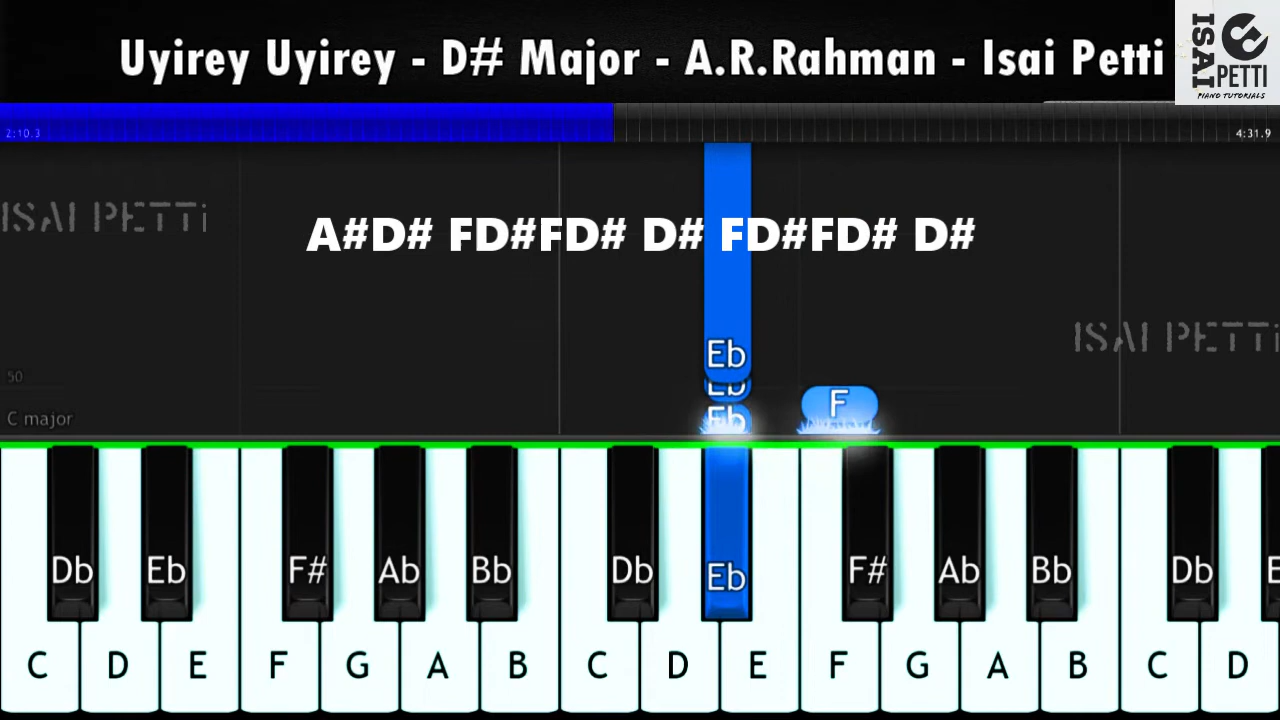 Uyirey Uyirey - D# Major - A.R.Rahman - Isai Petti
ISAI
PETTI
PIANO TUTORIALS
2:10.3
4:31.9
ISAI PETTi
A#D# FD#FD# D# FD#FD# D#
ISAI PETTi
Eb
Eb
Eb
F
50
C major
Db Eb F# Ab Bb Db Eb F# Ab Bb Db E
C D E F G A B C D E F G A B C D